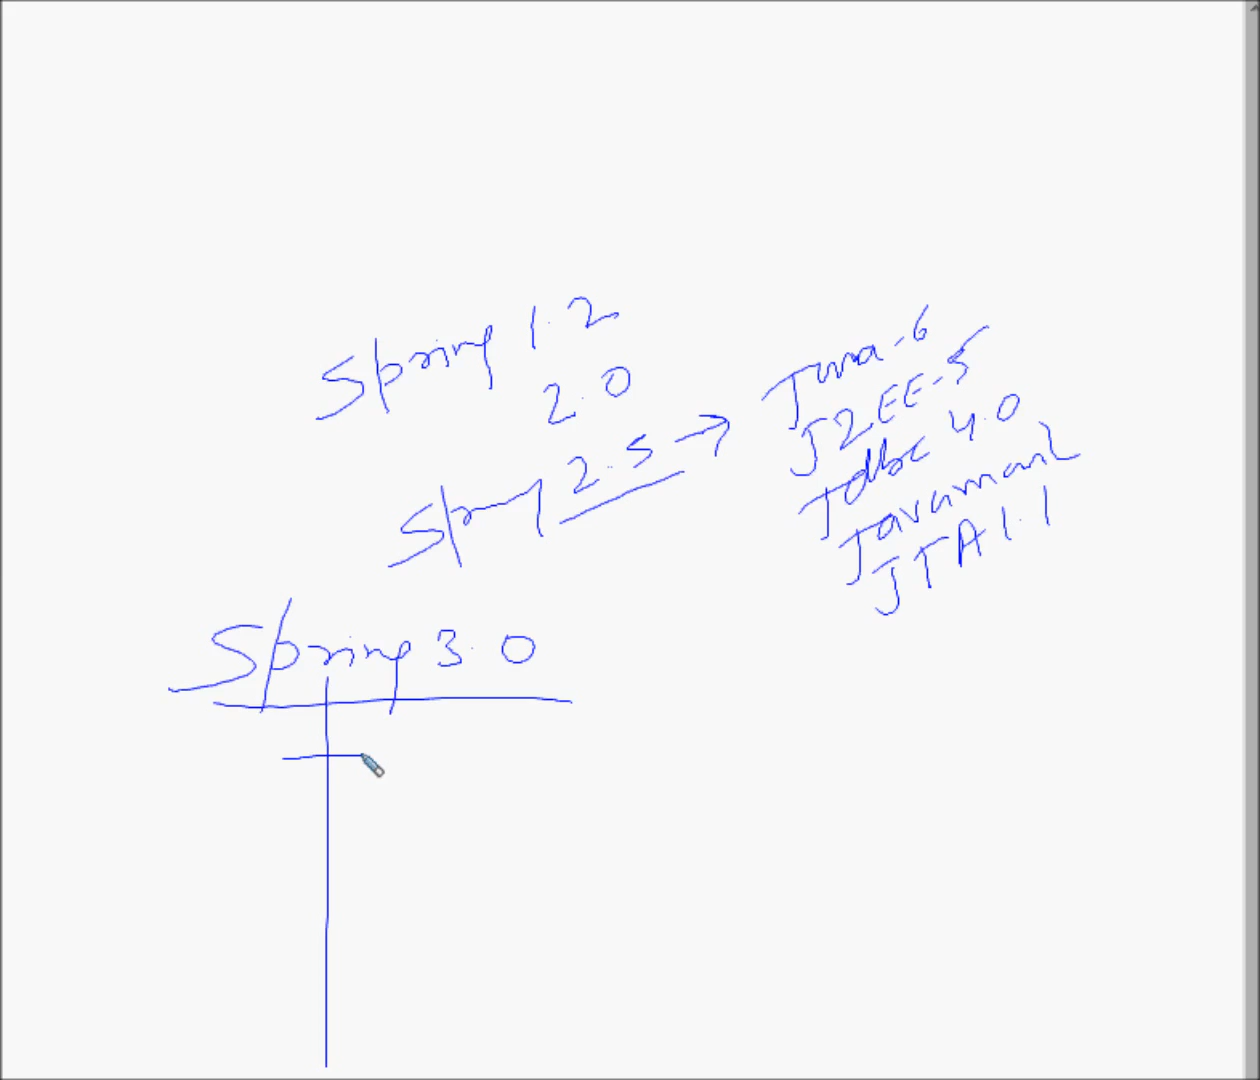 Spring 1.2
2.0
Spring 2.5 →
Java-6
J2EE-5
Jdbc 4.0
Javamail
JTA 1.1
Spring 3.0